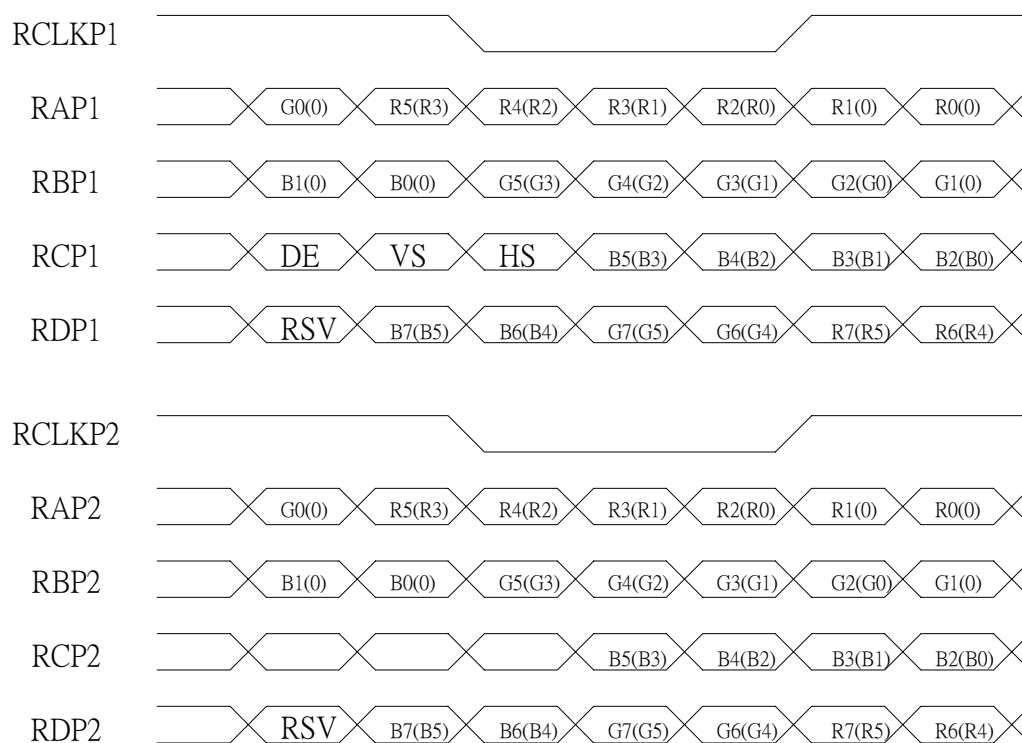 RCLKP1
RAP1 G0(0) R5(R3) R4(R2) R3(R1) R2(R0) R1(0) R0(0)
RBP1 B1(0) B0(0) G5(G3) G4(G2) G3(G1) G2(G0) G1(0)
RCP1 DE VS HS B5(B3) B4(B2) B3(B1) B2(B0)
RDP1 RSV B7(B5) B6(B4) G7(G5) G6(G4) R7(R5) R6(R4)
RCLKP2
RAP2 G0(0) R5(R3) R4(R2) R3(R1) R2(R0) R1(0) R0(0)
RBP2 B1(0) B0(0) G5(G3) G4(G2) G3(G1) G2(G0) G1(0)
RCP2 B5(B3) B4(B2) B3(B1) B2(B0)
RDP2 RSV B7(B5) B6(B4) G7(G5) G6(G4) R7(R5) R6(R4)